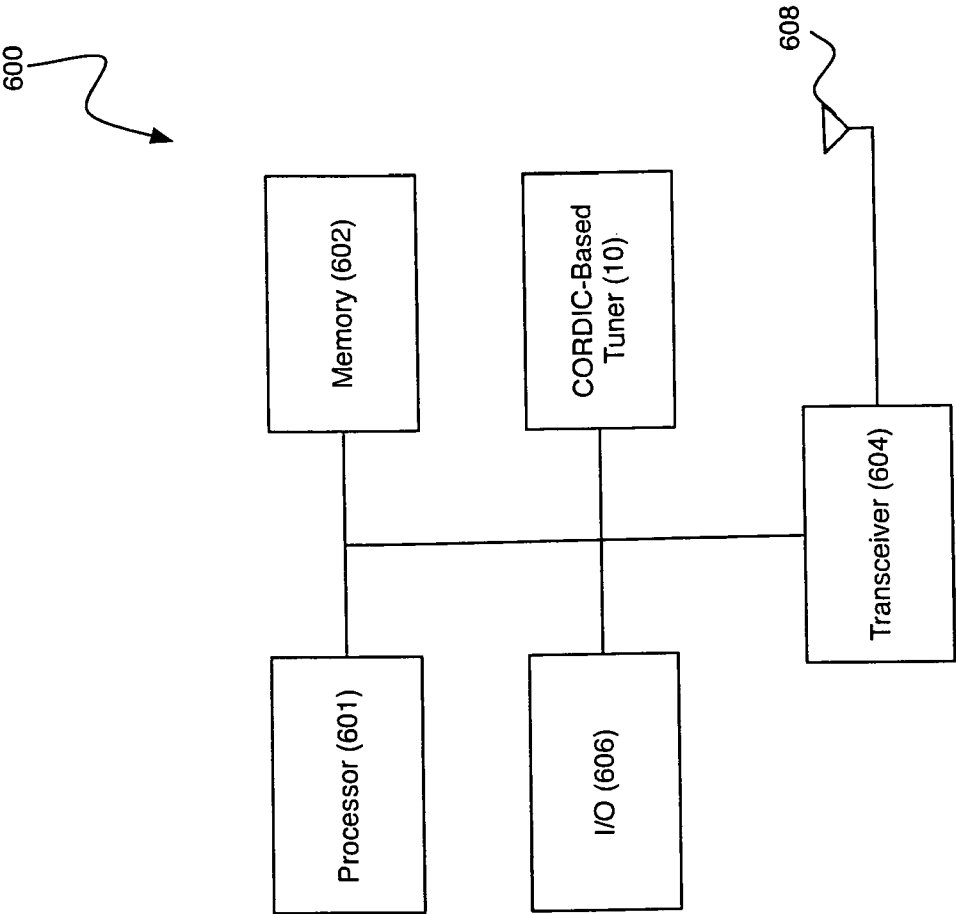 600
Processor (601)
Memory (602)
I/O (606)
CORDIC-Based
Tuner (10)
Transceiver (604)
608